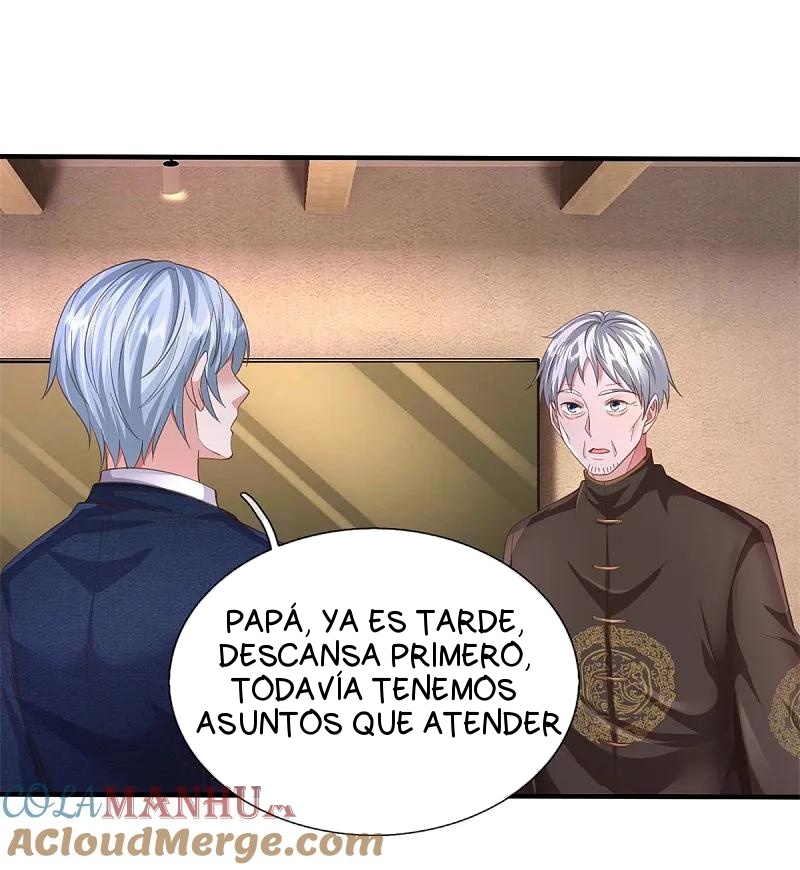 PAPÁ, YA ES TARDE,
DESCANSA PRIMERO,
TODAVÍA TENEMOS
ASUNTOS QUE ATENDER
COLAMANHUA
AcloudMerge.com